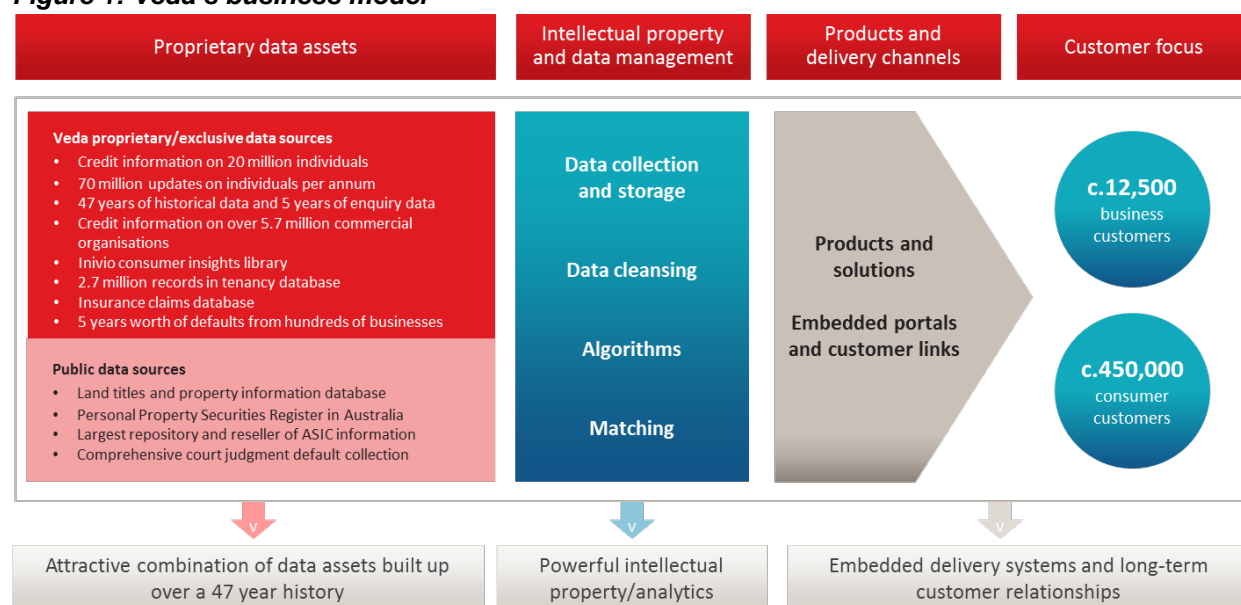 Figure 1: Veda's business model
Proprietary data assets
Intellectual property
and data management
Products and
delivery channels
Customer focus
Veda proprietary/exclusive data sources
• Credit information on 20 million individuals
• 70 million updates on individuals per annum
• 47 years of historical data and 5 years of enquiry data
• Credit information on over 5.7 million commercial
organisations
• Inivio consumer insights library
• 2.7 million records in tenancy database
• Insurance claims database
• 5 years worth of defaults from hundreds of businesses
Public data sources
• Land titles and property information database
• Personal Property Securities Register in Australia
• Largest repository and reseller of ASIC information
• Comprehensive court judgment default collection
Data collection
and storage
Data cleansing
Algorithms
Matching
Products and
solutions
Embedded portals
and customer links
c.12,500
business
customers
c.450,000
consumer
customers
v
v
v
Attractive combination of data assets built up
over a 47 year history
Powerful intellectual
property/analytics
Embedded delivery systems and long-term
customer relationships